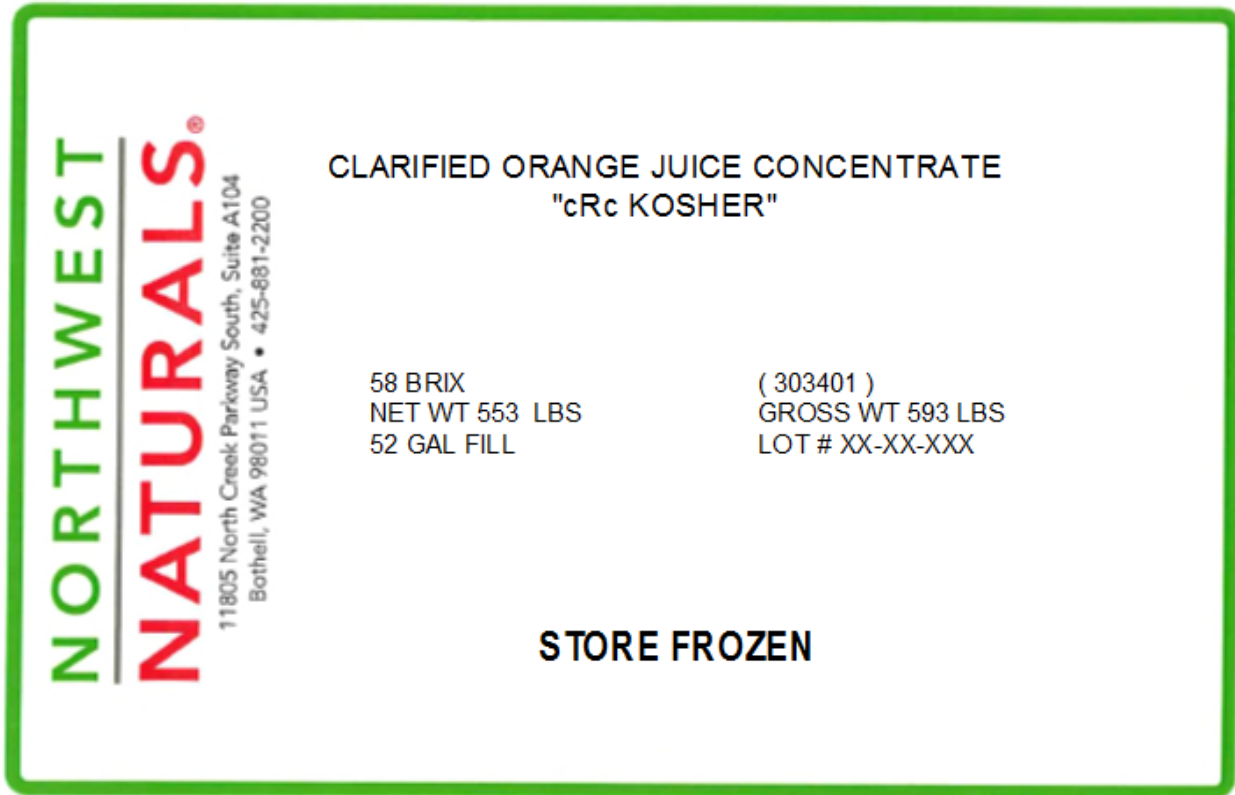 NORTHWEST
NATURALS®
11805 North Creek Parkway South, Suite A104
Bothell, WA 98011 USA • 425-881-2200
CLARIFIED ORANGE JUICE CONCENTRATE
"cRc KOSHER"
58 BRIX
NET WT 553 LBS
52 GAL FILL
( 303401 )
GROSS WT 593 LBS
LOT # XX-XX-XXX
STORE FROZEN